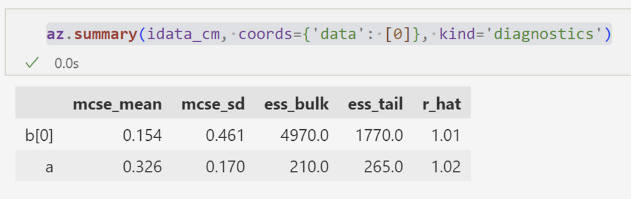 az.summary(idata_cm, coords={'data': [0]}, kind='diagnostics')
0.0s
mcse_mean mcse_sd ess_bulk ess_tail r_hat
b[0] 0.154 0.461 4970.0 1770.0 1.01
a 0.326 0.170 210.0 265.0 1.02